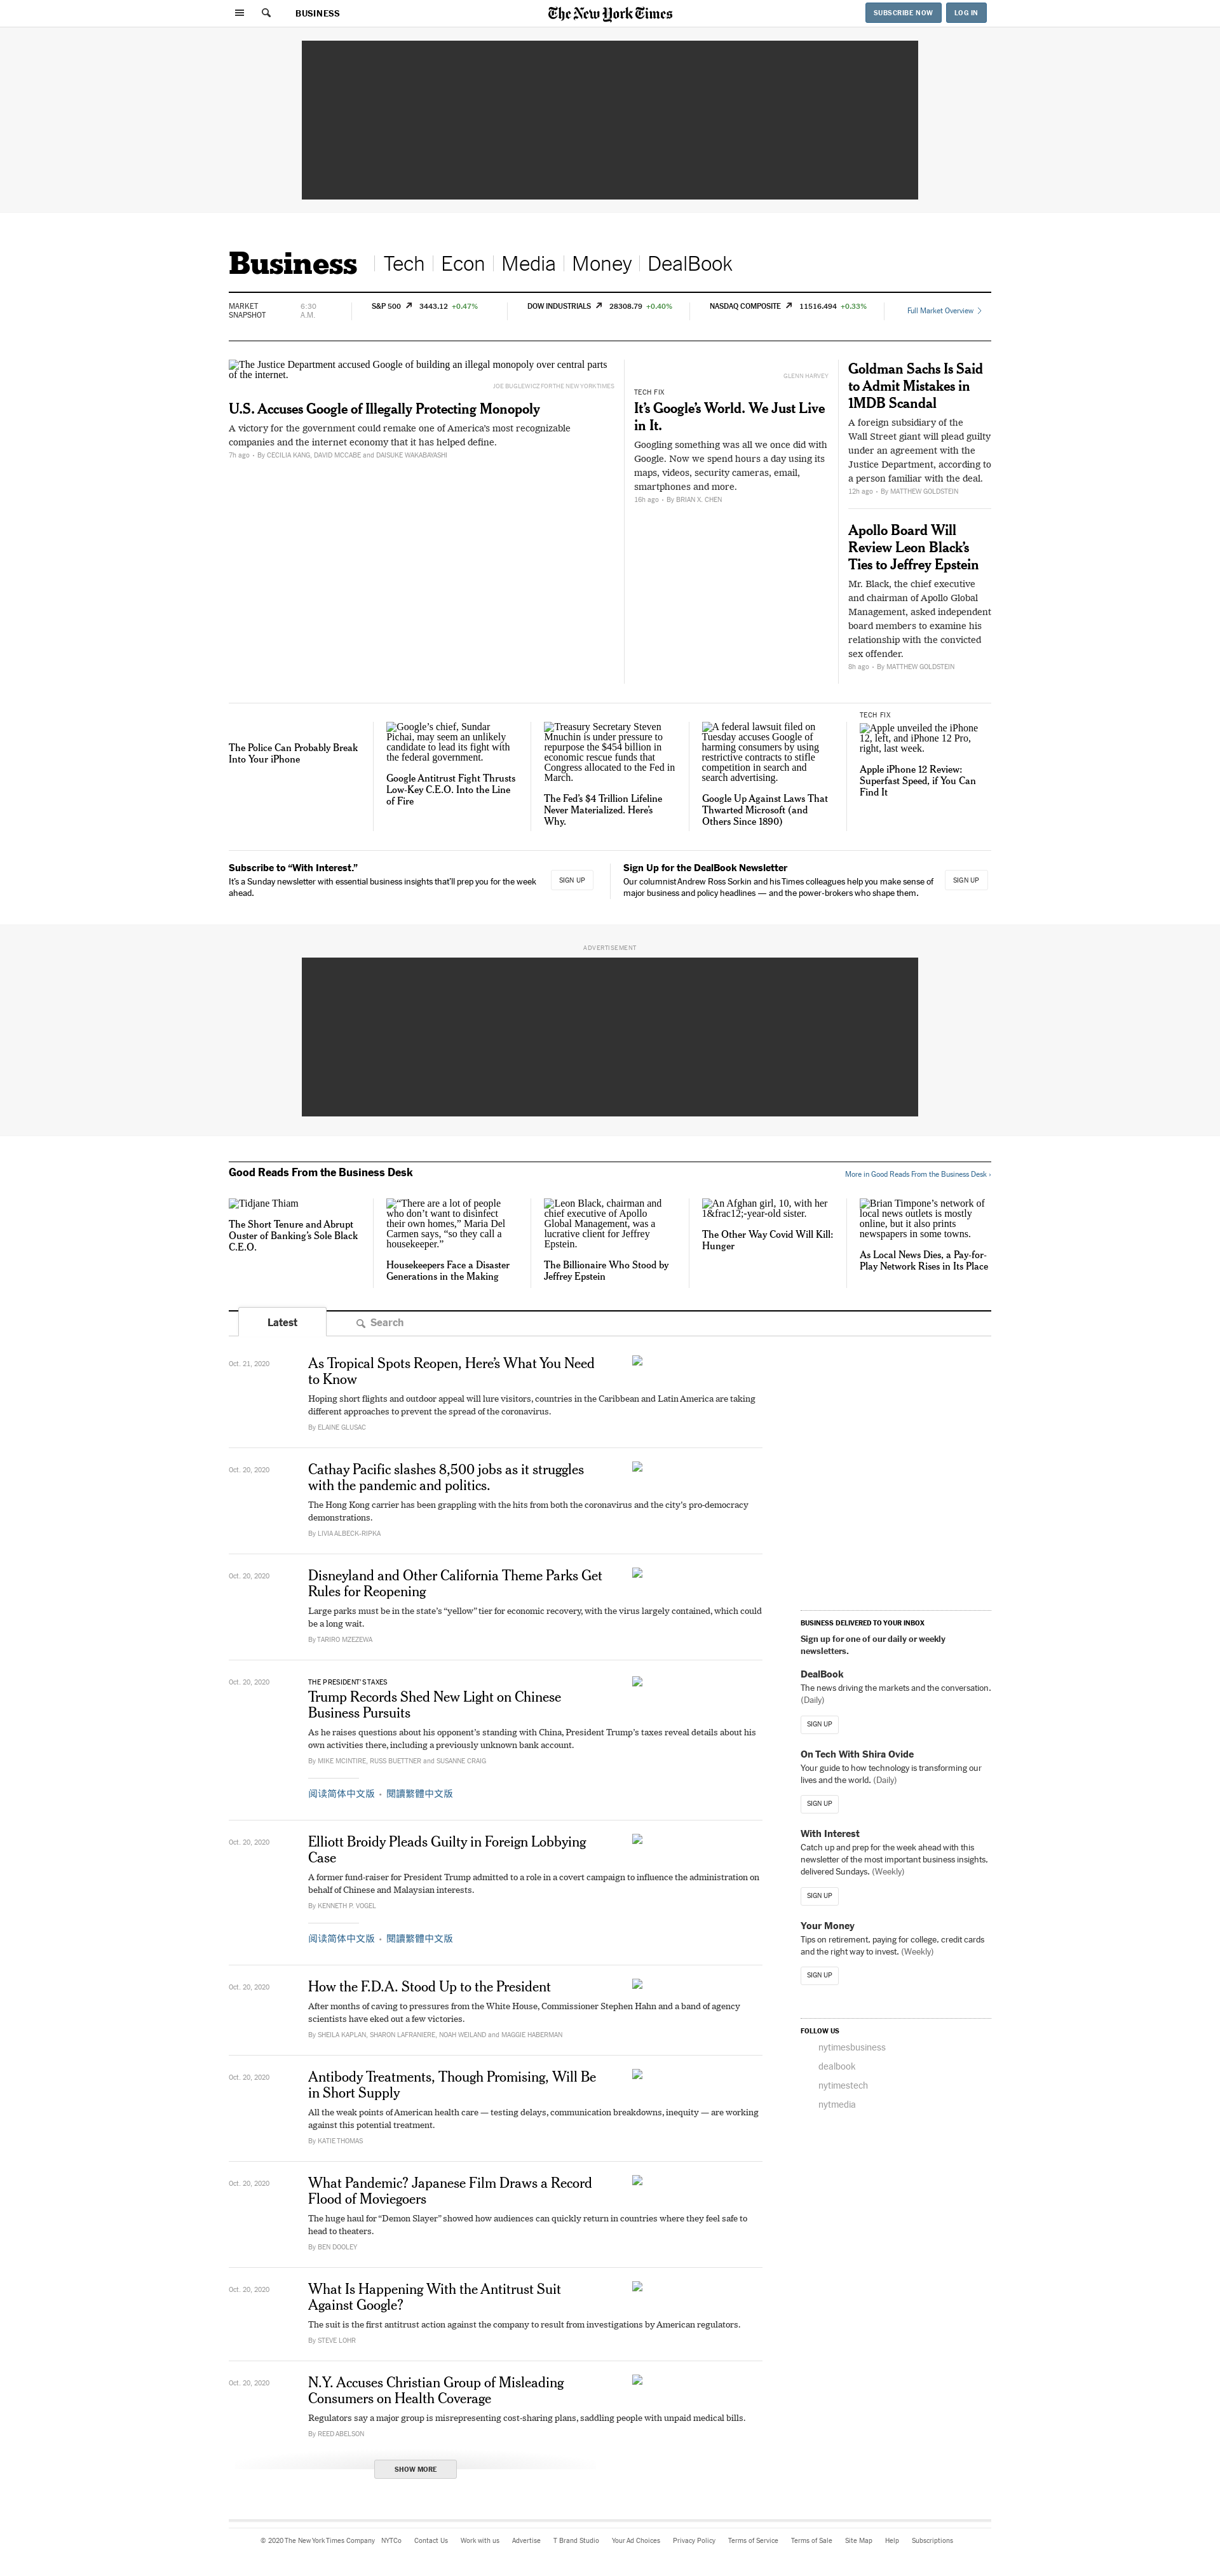 BUSINESS
The New York Times
SUBSCRIBE NOW
LOG IN
Business
Tech
Econ
Media
Money
DealBook
MARKET
SNAPSHOT
6:30
A.M.
S&P 500 3443.12 +0.47%
DOW INDUSTRIALS 28308.79 +0.40%
NASDAQ COMPOSITE 11516.494 +0.33%
Full Market Overview
The Justice Department accused Google of building an illegal monopoly over central parts
of the internet.
JOE BUGLEWICZ FOR THE NEW YORK TIMES
U.S. Accuses Google of Illegally Protecting Monopoly
A victory for the government could remake one of America's most recognizable
companies and the internet economy that it has helped define.
7h ago - By CECILIA KANG, DAVID MCCABE and DAISUKE WAKABAYASHI
GLENN HARVEY
TECH FIX
It's Google's World. We Just Live
in It.
Googling something was all we once did with
Google. Now we spend hours a day using its
maps, videos, security cameras, email,
smartphones and more.
16h ago - By BRIAN X. CHEN
Goldman Sachs Is Said
to Admit Mistakes in
1MDB Scandal
A foreign subsidiary of the
Wall Street giant will plead guilty
under an agreement with the
Justice Department, according to
a person familiar with the deal.
12h ago - By MATTHEW GOLDSTEIN
Apollo Board Will
Review Leon Black's
Ties to Jeffrey Epstein
Mr. Black, the chief executive
and chairman of Apollo Global
Management, asked independent
board members to examine his
relationship with the convicted
sex offender.
8h ago - By MATTHEW GOLDSTEIN
The Police Can Probably Break
Into Your iPhone
Google's chief, Sundar
Pichai, may seem an unlikely
candidate to lead its fight with
the federal government.
Google Antitrust Fight Thrusts
Low-Key C.E.O. Into the Line
of Fire
Treasury Secretary Steven
Mnuchin is under pressure to
repurpose the $454 billion in
economic rescue funds that
Congress allocated to the Fed in
March.
The Fed's $4 Trillion Lifeline
Never Materialized. Here's
Why.
A federal lawsuit filed on
Tuesday accuses Google of
harming consumers by using
restrictive contracts to stifle
competition in search and
search advertising.
Google Up Against Laws That
Thwarted Microsoft (and
Others Since 1890)
TECH FIX
Apple unveiled the iPhone
12, left, and iPhone 12 Pro,
right, last week.
Apple iPhone 12 Review:
Superfast Speed, if You Can
Find It
Subscribe to “With Interest.”
It's a Sunday newsletter with essential business insights that'll prep you for the week
ahead.
SIGN UP
Sign Up for the DealBook Newsletter
Our columnist Andrew Ross Sorkin and his Times colleagues help you make sense of
major business and policy headlines — and the power-brokers who shape them.
SIGN UP
ADVERTISEMENT
Good Reads From the Business Desk
More in Good Reads From the Business Desk ›
Tidjane Thiam
The Short Tenure and Abrupt
Ouster of Banking's Sole Black
C.E.O.
“There are a lot of people
who don't want to disinfect
their own homes,” Maria Del
Carmen says, “so they call a
housekeeper.”
Housekeepers Face a Disaster
Generations in the Making
Leon Black, chairman and
chief executive of Apollo
Global Management, was a
lucrative client for Jeffrey
Epstein.
The Billionaire Who Stood by
Jeffrey Epstein
An Afghan girl, 10, with her
1&frac12;-year-old sister.
The Other Way Covid Will Kill:
Hunger
Brian Timpone's network of
local news outlets is mostly
online, but it also prints
newspapers in some towns.
As Local News Dies, a Pay-for-
Play Network Rises in Its Place
Latest
Search
Oct. 21, 2020
As Tropical Spots Reopen, Here's What You Need
to Know
Hoping short flights and outdoor appeal will lure visitors, countries in the Caribbean and Latin America are taking
different approaches to prevent the spread of the coronavirus.
By ELAINE GLUSAC
Oct. 20, 2020
Cathay Pacific slashes 8,500 jobs as it struggles
with the pandemic and politics.
The Hong Kong carrier has been grappling with the hits from both the coronavirus and the city's pro-democracy
demonstrations.
By LIVIA ALBECK-RIPKA
Oct. 20, 2020
Disneyland and Other California Theme Parks Get
Rules for Reopening
Large parks must be in the state's “yellow” tier for economic recovery, with the virus largely contained, which could
be a long wait.
By TARIRO MZEZEWA
Oct. 20, 2020
THE PRESIDENT'S TAXES
Trump Records Shed New Light on Chinese
Business Pursuits
As he raises questions about his opponent's standing with China, President Trump's taxes reveal details about his
own activities there, including a previously unknown bank account.
By MIKE MCINTIRE, RUSS BUETTNER and SUSANNE CRAIG
阅读简体中文版 • 閱讀繁體中文版
Oct. 20, 2020
Elliott Broidy Pleads Guilty in Foreign Lobbying
Case
A former fund-raiser for President Trump admitted to a role in a covert campaign to influence the administration on
behalf of Chinese and Malaysian interests.
By KENNETH P. VOGEL
阅读简体中文版 • 閱讀繁體中文版
Oct. 20, 2020
How the F.D.A. Stood Up to the President
After months of caving to pressures from the White House, Commissioner Stephen Hahn and a band of agency
scientists have eked out a few victories.
By SHEILA KAPLAN, SHARON LAFRANIERE, NOAH WEILAND and MAGGIE HABERMAN
Oct. 20, 2020
Antibody Treatments, Though Promising, Will Be
in Short Supply
All the weak points of American health care — testing delays, communication breakdowns, inequity — are working
against this potential treatment.
By KATIE THOMAS
Oct. 20, 2020
What Pandemic? Japanese Film Draws a Record
Flood of Moviegoers
The huge haul for “Demon Slayer” showed how audiences can quickly return in countries where they feel safe to
head to theaters.
By BEN DOOLEY
Oct. 20, 2020
What Is Happening With the Antitrust Suit
Against Google?
The suit is the first antitrust action against the company to result from investigations by American regulators.
By STEVE LOHR
Oct. 20, 2020
N.Y. Accuses Christian Group of Misleading
Consumers on Health Coverage
Regulators say a major group is misrepresenting cost-sharing plans, saddling people with unpaid medical bills.
By REED ABELSON
SHOW MORE
BUSINESS DELIVERED TO YOUR INBOX
Sign up for one of our daily or weekly
newsletters.
DealBook
The news driving the markets and the conversation.
(Daily)
SIGN UP
On Tech With Shira Ovide
Your guide to how technology is transforming our
lives and the world. (Daily)
SIGN UP
With Interest
Catch up and prep for the week ahead with this
newsletter of the most important business insights,
delivered Sundays. (Weekly)
SIGN UP
Your Money
Tips on retirement, paying for college, credit cards
and the right way to invest. (Weekly)
SIGN UP
FOLLOW US
nytimesbusiness
dealbook
nytimestech
nytmedia
© 2020 The New York Times Company NYTCo Contact Us Work with us Advertise T Brand Studio Your Ad Choices Privacy Policy Terms of Service Terms of Sale Site Map Help Subscriptions